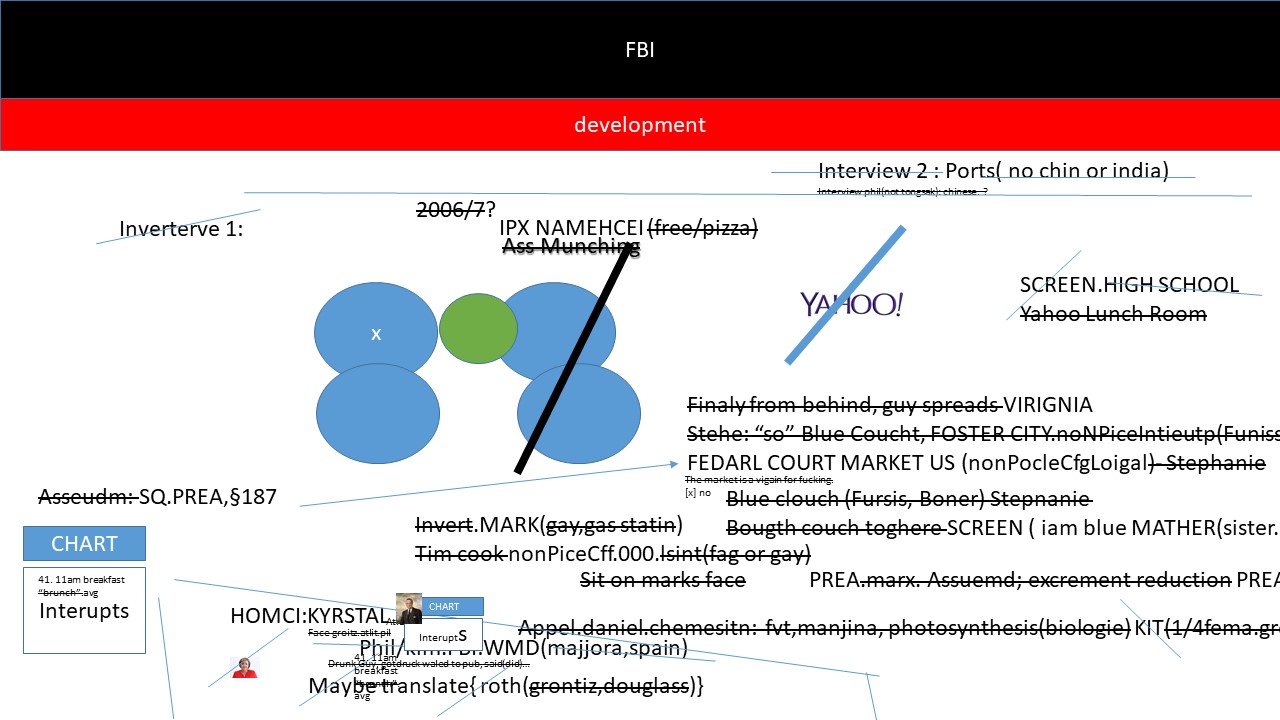 FBI
development
Interview 2 : Ports( no chin or india)
Interview phil(not tongsak): chinese. ?
2006/7?
Inverterve 1:
IPX NAMEHCEI (free/pizza)
Ass Munching
SCREEN.HIGH SCHOOL
YAHOO!
Yahoo Lunch Room
x
Finaly from behind, guy spreads VIRIGNIA
Stehe: “so” Blue Coucht, FOSTER CITY.noNPiceIntieutp(Funiss
FEDARL COURT MARKET US (nonPocleCfgLoigal)- Stephanie
The market is a vigain for fucking.
[x] no
Blue clouch (Fursis, Boner) Stepnanie
Asseudm: SQ.PREA,§187
Invert.MARK(gay,gas statin)
Bougth couch toghere SCREEN ( iam blue MATHER(sister.
CHART
Tim cook nonPiceCff.000.lsint(fag or gay)
41. 11am breakfast
“brunch”.avg
Interupts
Sit on marks face
PREA.marx. Assuemd; excrement reduction PREA
HOMCI:KYRSTAL
CHART
Face groitz.atlit.pil
InteruptS
Appel.daniel.chemesitn: fvt,manjina, photosynthesis(biologie) KIT(1/4fema.gr
Phil/kim.FBI.WMD(majjora,spain)
41. 11am
breakfast
“brunch”.
avg
Drunk Guy, gotdruck waled to pub, said(did)...
Maybe translate{ roth(grontiz,douglass)}